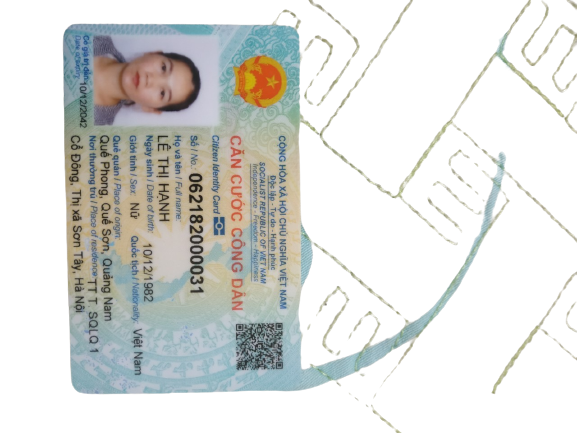 CỘNG HÒA XÃ HỘI CHỦ NGHĨA VIỆT NAM
Độc lập - Tự do - Hạnh phúc
SOCIALIST REPUBLIC OF VIET NAM
Independence - Freedom - Happiness
CĂN CƯỚC CÔNG DÂN
Citizen Identity Card
Số / No.: 062182000031
Họ và tên / Full name:
LÊ THỊ HẠNH
Ngày sinh / Date of birth: 10/12/1982
Giới tính / Sex: Nữ Quốc tịch / Nationality: Việt Nam
Quê quán / Place of origin:
Quế Phong, Quế Sơn, Quảng Nam
Nơi thường trú / Place of residence: TT T. SQLQ 1
Cổ Đông, Thị xã Sơn Tây, Hà Nội
Có giá trị đến: 10/12/2042
Date of expiry